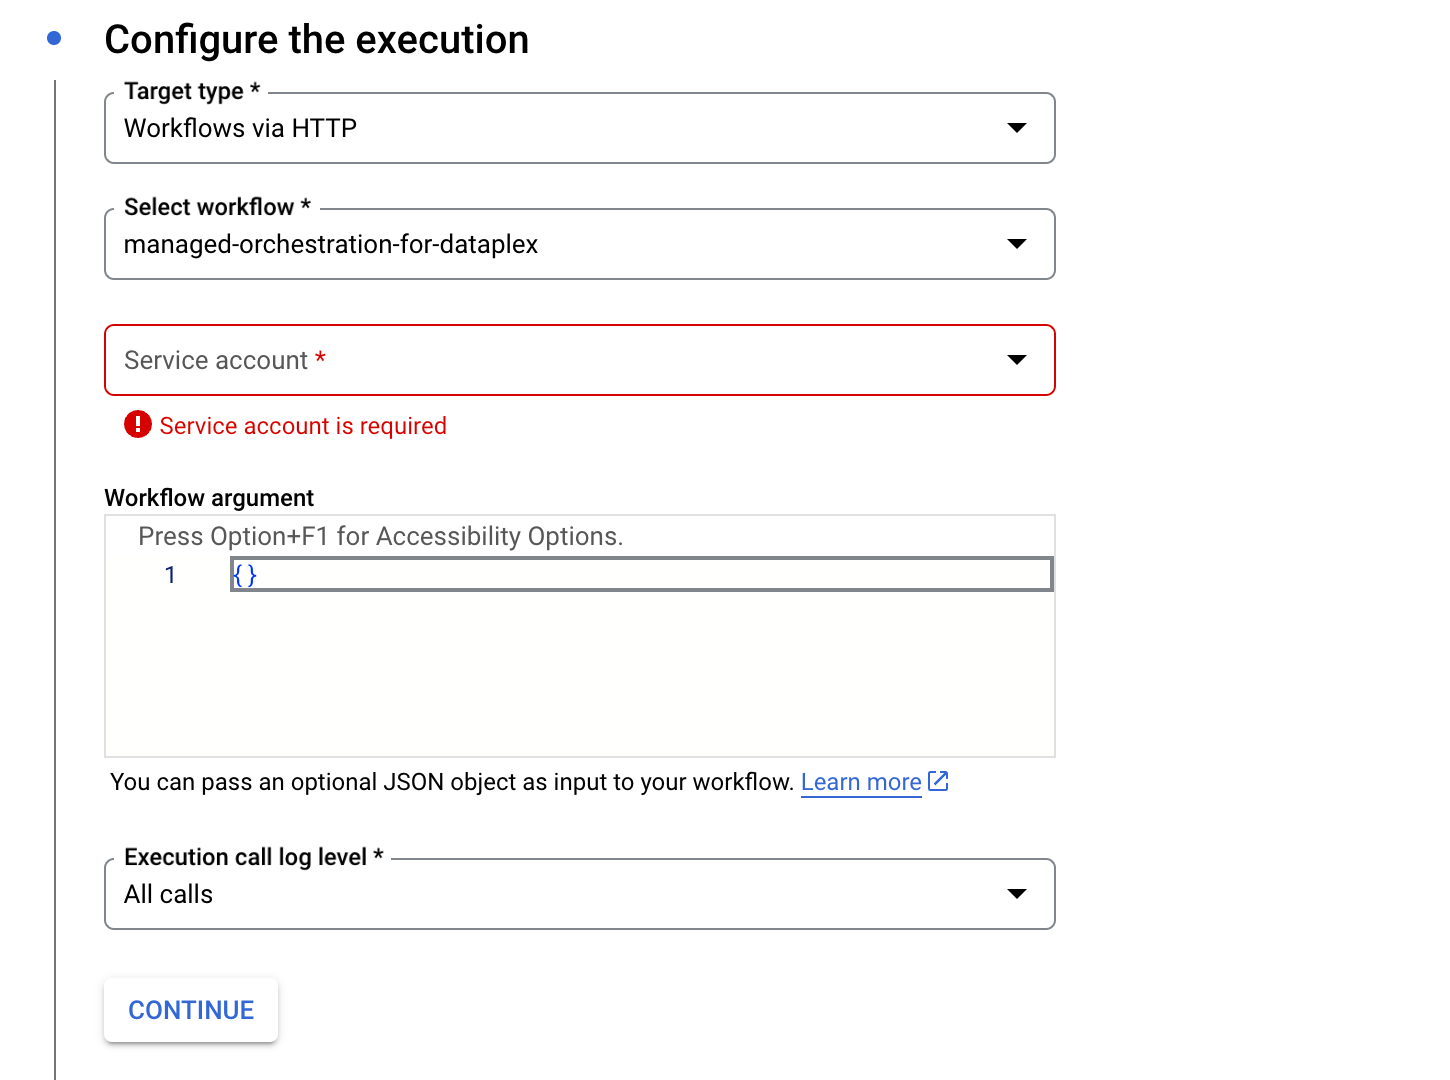 Configure the execution
Target type *
Workflows via HTTP
Select workflow *
managed-orchestration-for-dataplex
Service account *
Service account is required
Workflow argument
Press Option+F1 for Accessibility Options.
1 {}
You can pass an optional JSON object as input to your workflow. Learn more
Execution call log level *
All calls
CONTINUE